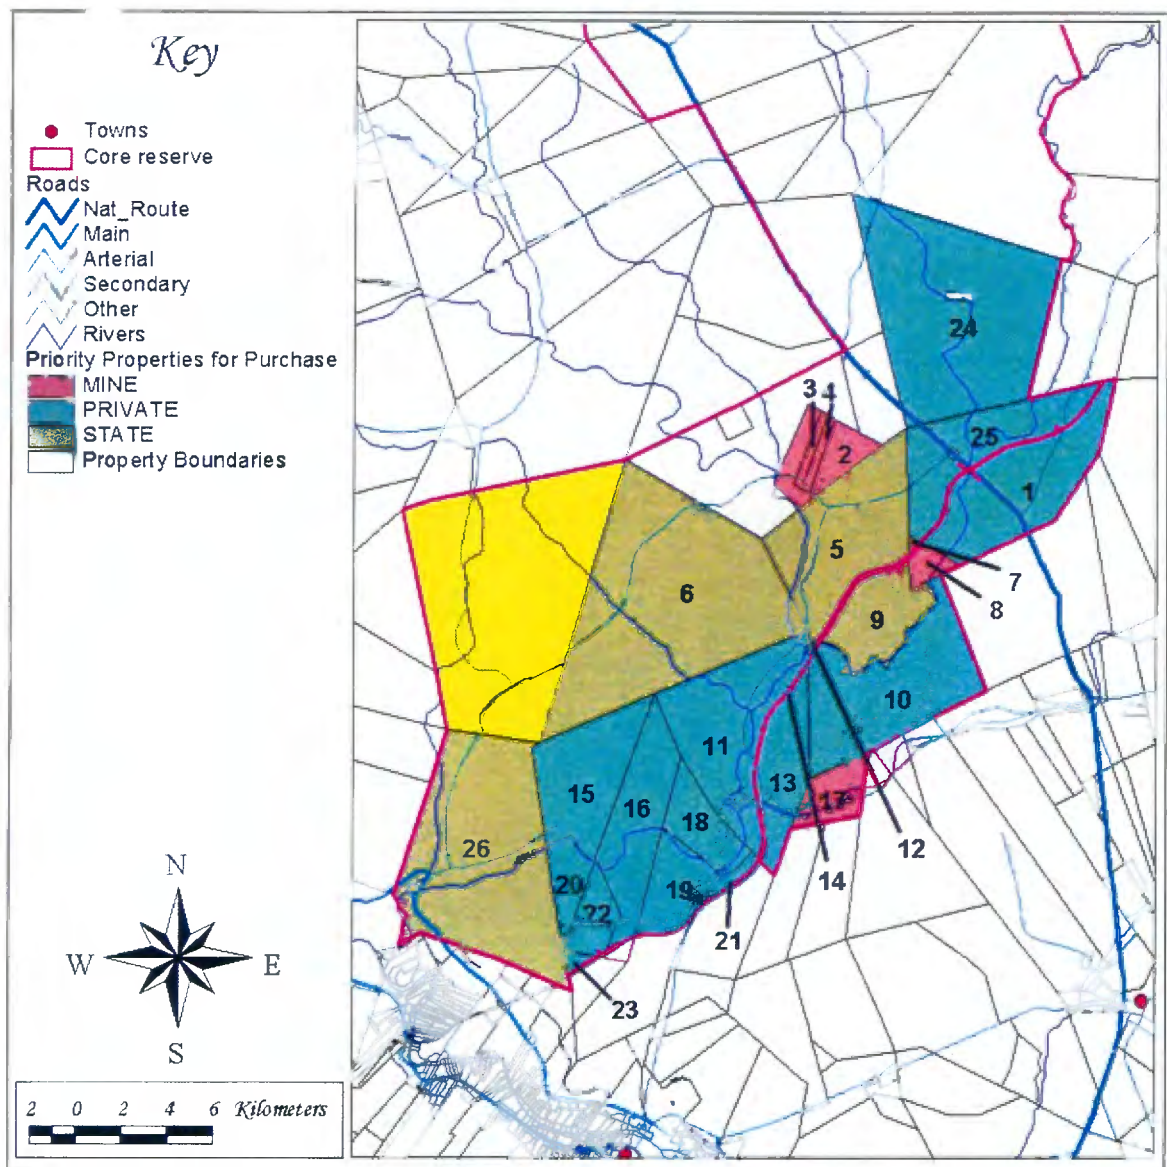 Key
Towns
Core reserve
Roads
Nat_Route
Main
Arterial
Secondary
Other
Rivers
Priority Properties for Purchase
MINE
PRIVATE
STATE
Property Boundaries
N
W E
S
2 0 2 4 6 Kilometers
24
3 4
25
2
1
5
7
6
8
9
10
11
13
15
17
16
18
12
26
14
20
19
22
21
23